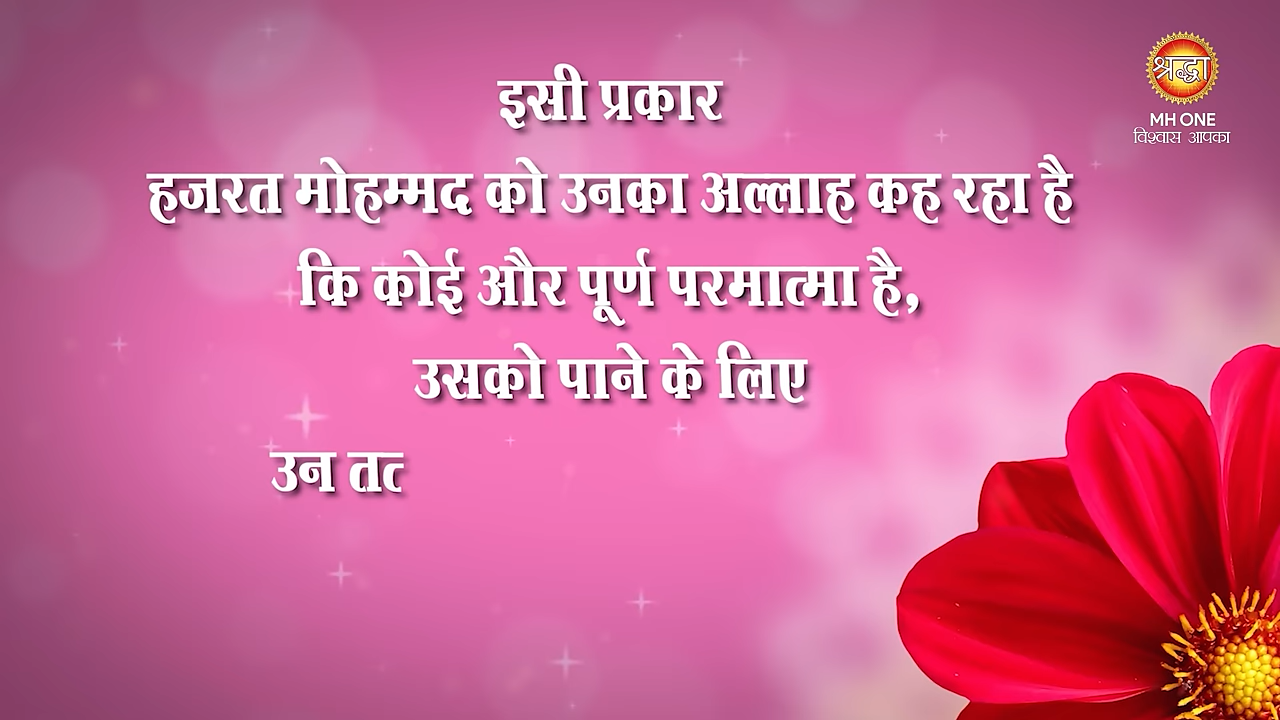 इसी प्रकार
हजरत मोहम्मद को उनका अल्लाह कह रहा है
कि कोई और पूर्ण परमात्मा है,
उसको पाने के लिए
उन तत
श्रद्धा
MH ONE
विश्वास आपका